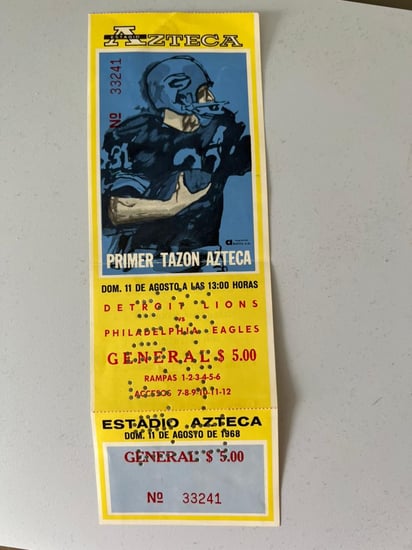 AZTECA
ESTADIO
Nº 33241
31
PRIMER TAZON AZTECA
DOM. 11 DE AGOSTO A LAS 13:00 HORAS
DETROIT LIONS
VS
PHILADELPHIA EAGLES
GENERAL $ 5.00
RAMPAS 1-2-3-4-5-6
ACCESOS 7-8-9-10-11-12
ESTADIO AZTECA
DOM. 11 DE AGOSTO DE 1968
GENERAL $ 5.00
Nº 33241